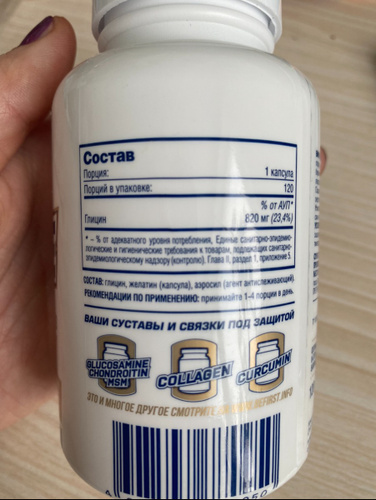 Состав
Порция: 1 капсула
Порций в упаковке: 120
% от АУП*
Глицин 820 мг (23,4%)
* – % от адекватного уровня потребления, Единые санитарно-эпидемио-
логические и гигиенические требования к товарам, подлежащих санитарно-
эпидемиологическому надзору (контролю). Глава II, раздел 1, приложение 5.
СОСТАВ: глицин, желатин (капсула), аэросил (агент антислеживающий).
РЕКОМЕНДАЦИИ ПО ПРИМЕНЕНИЮ: принимайте 1-4 порции в день.
ВАШИ СУСТАВЫ И СВЯЗКИ ПОД ЗАЩИТОЙ
GLUCOSAMINE
CHONDROITIN
MSM
COLLAGEN
CURCUMIN
ЭТО И МНОГОЕ ДРУГОЕ СМОТРИТЕ